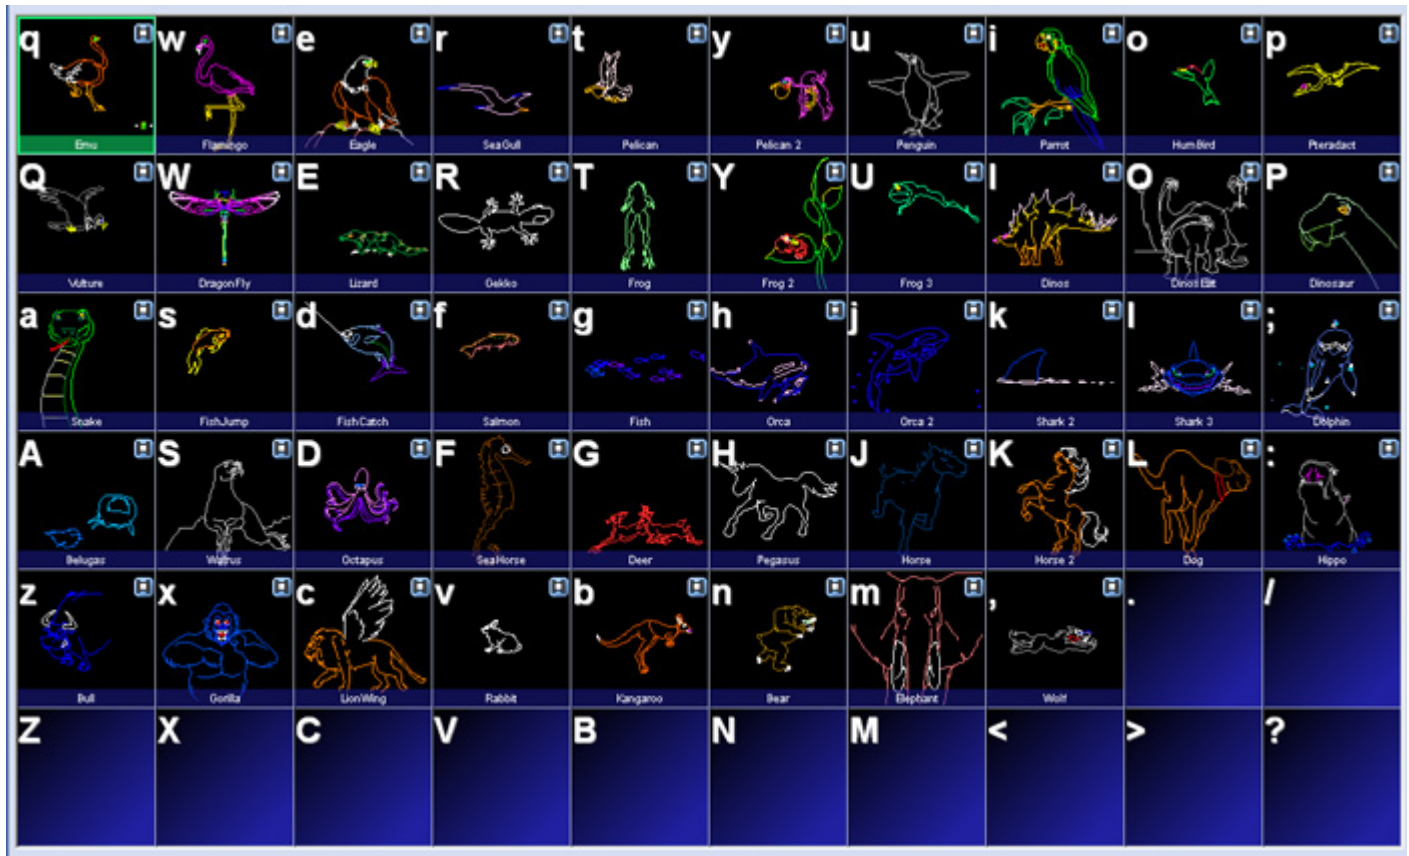 q w e r t y u i o p
Emu Flamingo Eagle SeaGull Pelican Pelican 2 Penguin Parrot HumBird Pteradact
Q W E R T Y U I O P
Vulture DragonFly Lizard Gekko Frog Frog 2 Frog 3 Dinos Dinosaur
a s d f g h j k l ;
Snake FishJump FishCatch Salmon Fish Orca Orca 2 Shark 2 Shark 3 Dolphin
A S D F G H J K L :
Belugas Walrus Octapus SeaHorse Deer Pegasus Horse Horse 2 Dog Hippo
z x c v b n m , . /
Bull Gorilla LionWing Rabbit Kangaroo Bear Elephant Wolf
Z X C V B N M < > ?